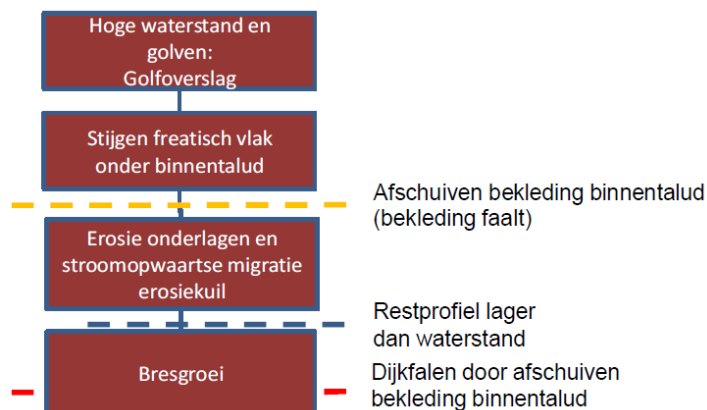 Hoge waterstand en
golven:
Golfoverslag
Stijgen freatisch vlak
onder binnentalud
Afschuiven bekleding binnentalud
(bekleding faalt)
Erosie onderlagen en
stroomopwaartse migratie
erosiekuil
Restprofiel lager
dan waterstand
Bresgroei
Dijkfalen door afschuiven
bekleding binnentalud